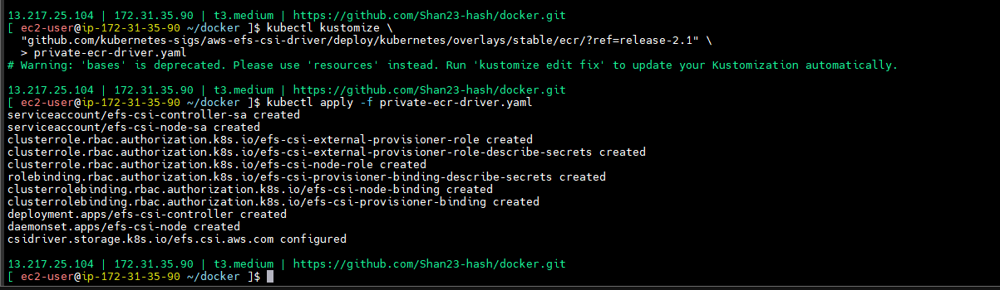 13.217.25.104 | 172.31.35.90 | t3.medium | https://github.com/Shan23-hash/docker.git
[ ec2-user@ip-172-31-35-90 ~/docker ]$ kubectl kustomize \
  "github.com/kubernetes-sigs/aws-efs-csi-driver/deploy/kubernetes/overlays/stable/ecr/?ref=release-2.1" \
  > private-ecr-driver.yaml
# Warning: 'bases' is deprecated. Please use 'resources' instead. Run 'kustomize edit fix' to update your Kustomization automatically.
13.217.25.104 | 172.31.35.90 | t3.medium | https://github.com/Shan23-hash/docker.git
[ ec2-user@ip-172-31-35-90 ~/docker ]$ kubectl apply -f private-ecr-driver.yaml
serviceaccount/efs-csi-controller-sa created
serviceaccount/efs-csi-node-sa created
clusterrole.rbac.authorization.k8s.io/efs-csi-external-provisioner-role created
clusterrole.rbac.authorization.k8s.io/efs-csi-external-provisioner-role-describe-secrets created
clusterrole.rbac.authorization.k8s.io/efs-csi-node-role created
rolebinding.rbac.authorization.k8s.io/efs-csi-provisioner-binding-describe-secrets created
clusterrolebinding.rbac.authorization.k8s.io/efs-csi-node-binding created
clusterrolebinding.rbac.authorization.k8s.io/efs-csi-provisioner-binding created
deployment.apps/efs-csi-controller created
daemonset.apps/efs-csi-node created
csidriver.storage.k8s.io/efs.csi.aws.com configured
13.217.25.104 | 172.31.35.90 | t3.medium | https://github.com/Shan23-hash/docker.git
[ ec2-user@ip-172-31-35-90 ~/docker ]$